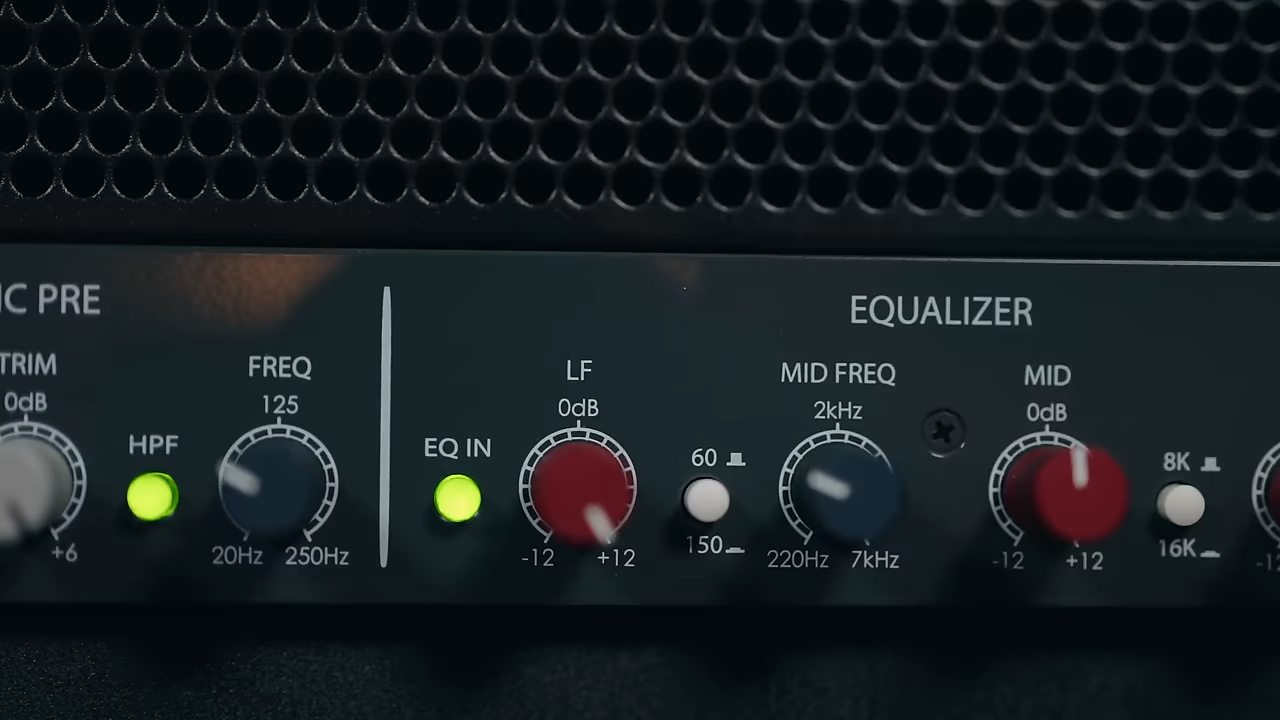 IC PRE
EQUALIZER
TRIM
0dB
+6
HPF
FREQ
125
20Hz 250Hz
EQ IN
LF
0dB
-12 +12
60
150
MID FREQ
2kHz
220Hz 7kHz
MID
0dB
-12 +12
8K
16K
-12